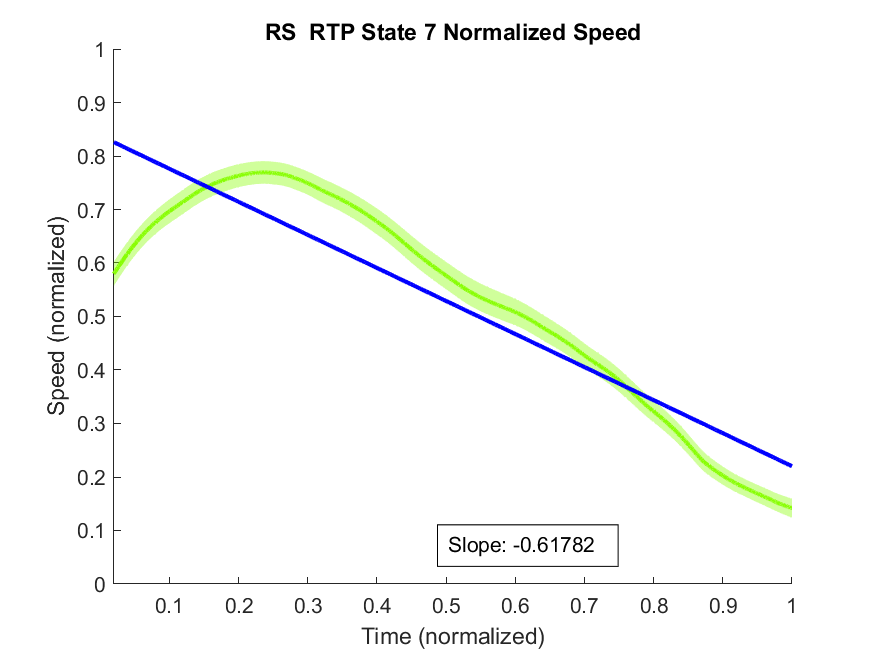 RS  RTP State 7 Normalized Speed
1
0.9
0.8
0.7
0.6
0.5
0.4
0.3
0.2
0.1
0
Speed (normalized)
Slope: -0.61782
0.1 0.2 0.3 0.4 0.5 0.6 0.7 0.8 0.9 1
Time (normalized)